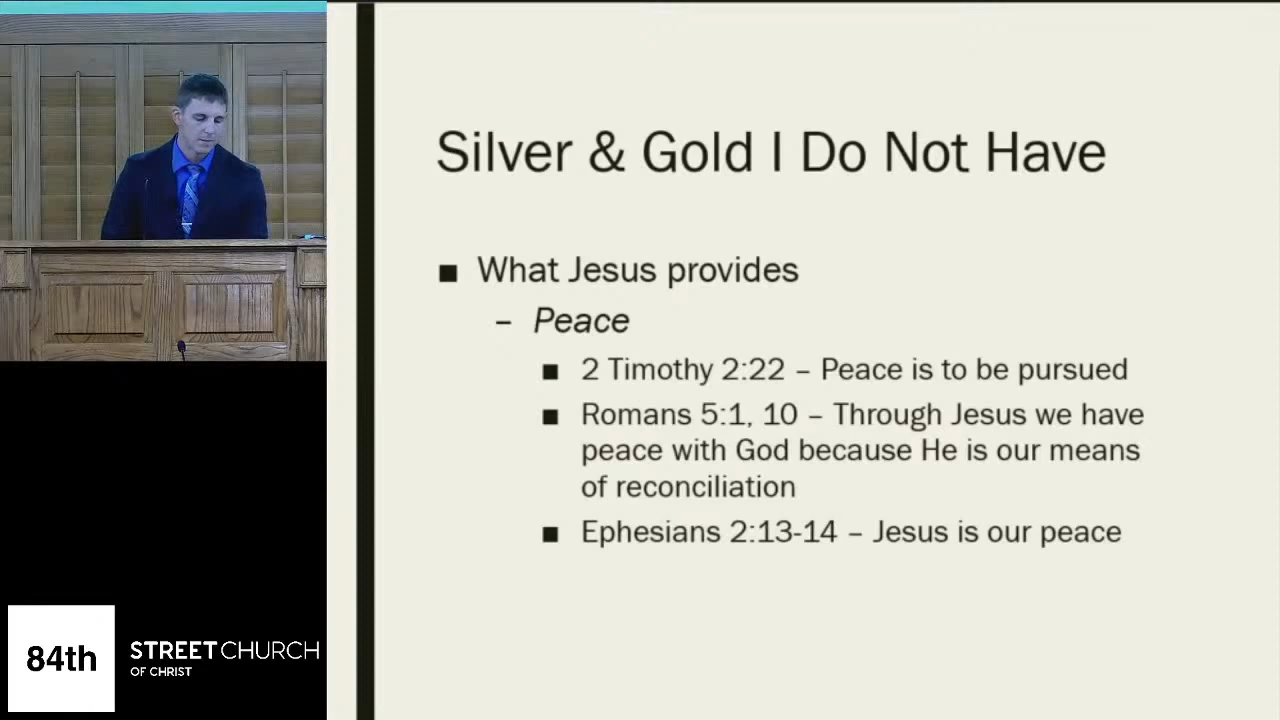 Silver & Gold I Do Not Have
■ What Jesus provides
– Peace
■ 2 Timothy 2:22 – Peace is to be pursued
■ Romans 5:1, 10 – Through Jesus we have
peace with God because He is our means
of reconciliation
■ Ephesians 2:13-14 – Jesus is our peace
84th
STREET CHURCH
OF CHRIST